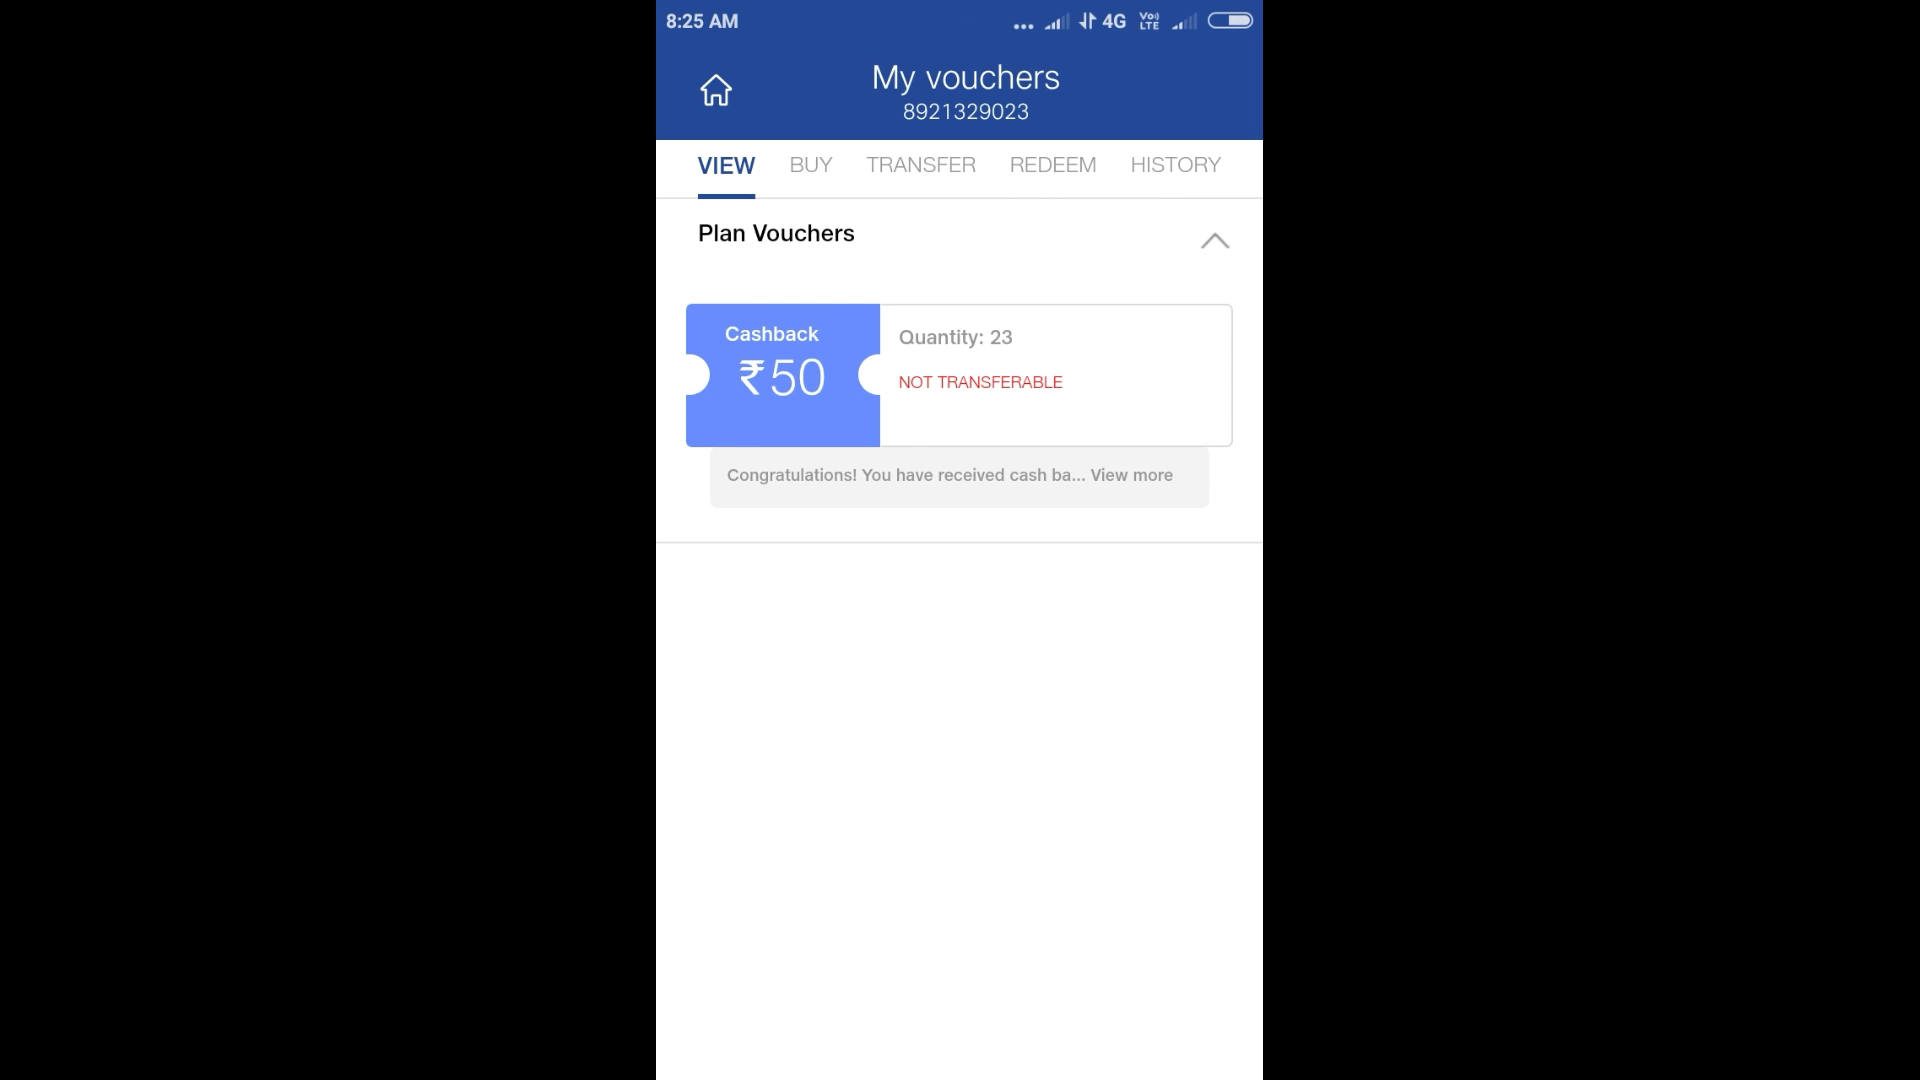 8:25 AM ... 4G VoLTE
My vouchers
8921329023
VIEW BUY TRANSFER REDEEM HISTORY
Plan Vouchers
Cashback
₹50
Quantity: 23
NOT TRANSFERABLE
Congratulations! You have received cash ba... View more